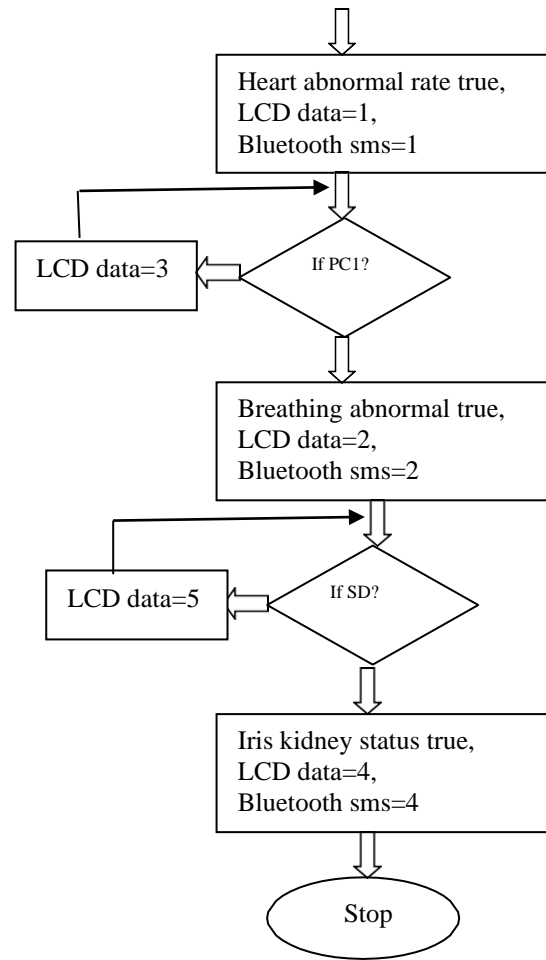 Heart abnormal rate true,
LCD data=1,
Bluetooth sms=1
If PC1?
LCD data=3
Breathing abnormal true,
LCD data=2,
Bluetooth sms=2
If SD?
LCD data=5
Iris kidney status true,
LCD data=4,
Bluetooth sms=4
Stop